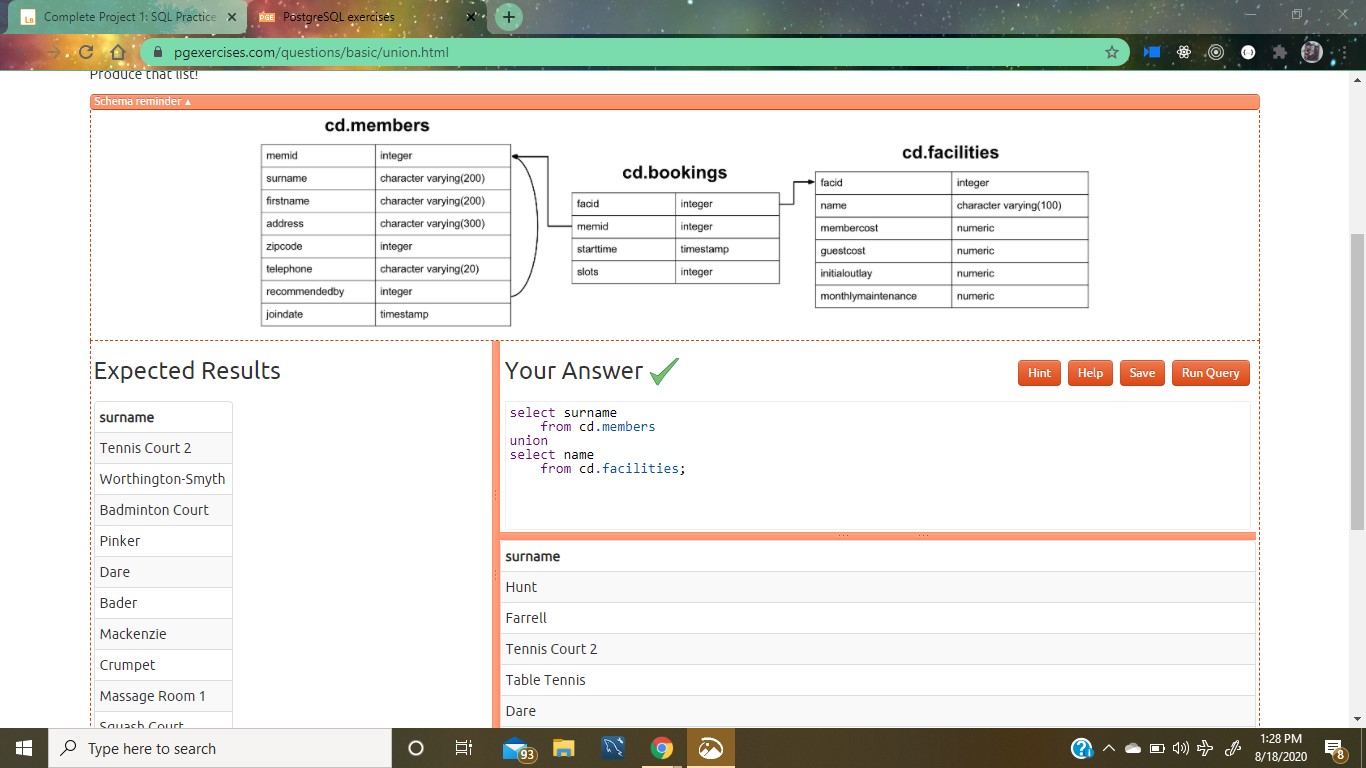 Complete Project 1: SQL Practice
PGE PostgreSQL exercises
pgexercises.com/questions/basic/union.html
Produce that list!
Schema reminder ▲
cd.members
memid integer
surname character varying(200)
firstname character varying(200)
address character varying(300)
zipcode integer
telephone character varying(20)
recommendedby integer
joindate timestamp
cd.bookings
facid integer
memid integer
starttime timestamp
slots integer
cd.facilities
facid integer
name character varying(100)
membercost numeric
guestcost numeric
initialoutlay numeric
monthlymaintenance numeric
Expected Results
surname
Tennis Court 2
Worthington-Smyth
Badminton Court
Pinker
Dare
Bader
Mackenzie
Crumpet
Massage Room 1
Squash Court
Your Answer
Hint Help Save Run Query
select surname
from cd.members
union
select name
from cd.facilities;
surname
Hunt
Farrell
Tennis Court 2
Table Tennis
Dare
Type here to search
93
1:28 PM
8/18/2020
8